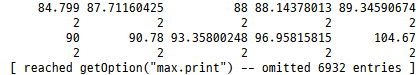 84.799 87.71160425 88 88.14378013 89.34590674
2 2 2 2 2
90 90.78 93.35800248 96.95815815 104.67
2 2 2 2 2
[ reached getOption("max.print") -- omitted 6932 entries ]